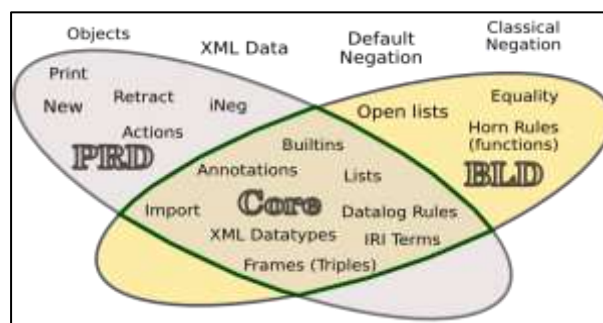 Objects
XML Data
Default
Negation
Classical
Negation
Print
New
Retract
iNeg
Actions
PRD
Open lists
Equality
Horn Rules
(functions)
BLD
Builtins
Annotations
Lists
Import
Core
Datalog Rules
XML Datatypes
IRI Terms
Frames (Triples)